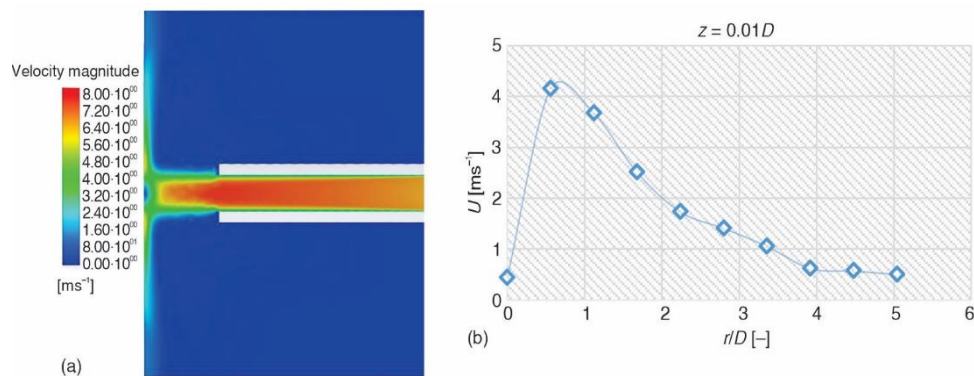 Velocity magnitude
8.00·10⁰⁰
7.20·10⁰⁰
6.40·10⁰⁰
5.60·10⁰⁰
4.80·10⁰⁰
4.00·10⁰⁰
3.20·10⁰⁰
2.40·10⁰⁰
1.60·10⁰⁰
8.00·10⁰¹
0.00·10⁰⁰
[ms⁻¹]
(a)
z = 0.01D
U [ms⁻¹]
5
4
3
2
1
0
0 1 2 3 4 5 6
(b)
r/D [–]